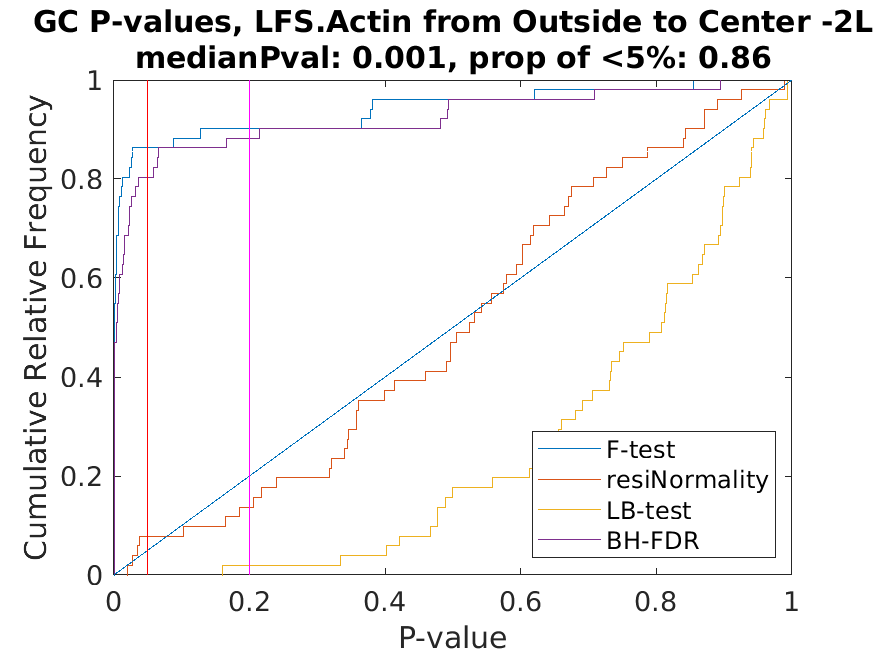 GC P-values, LFS.Actin from Outside to Center -2L
medianPval: 0.001, prop of <5%: 0.86
Cumulative Relative Frequency
1
0.8
0.6
0.4
0.2
0
0
0.2
0.4
0.6
0.8
1
P-value
F-test
resiNormality
LB-test
BH-FDR